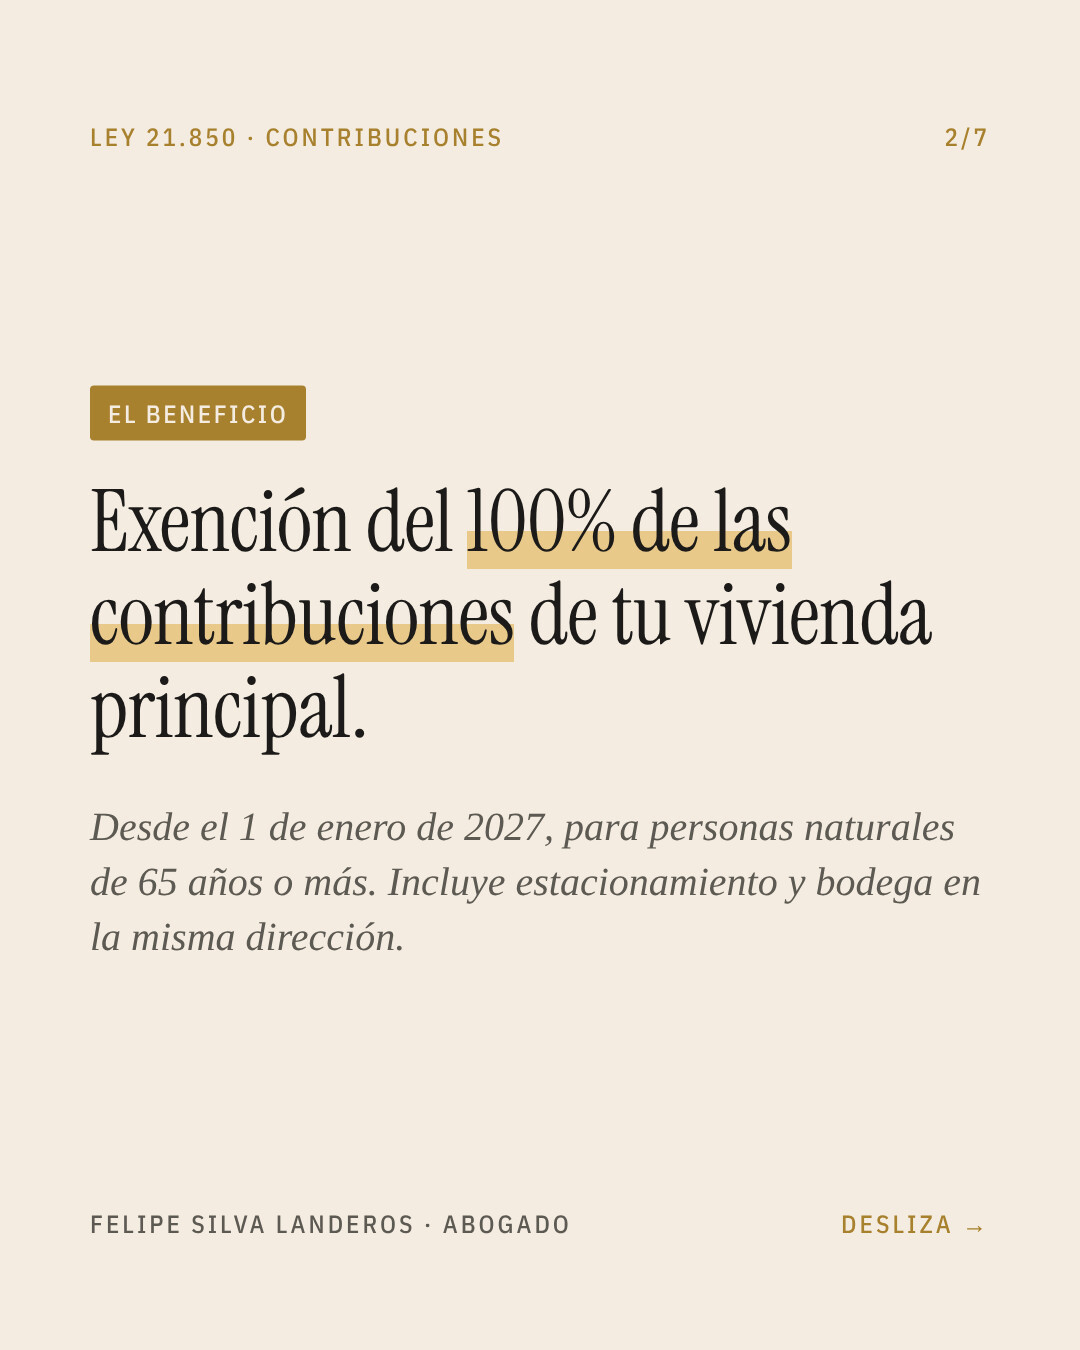 LEY 21.850 · CONTRIBUCIONES
2/7
EL BENEFICIO
Exención del 100% de las
contribuciones de tu vivienda
principal.
Desde el 1 de enero de 2027, para personas naturales
de 65 años o más. Incluye estacionamiento y bodega en
la misma dirección.
FELIPE SILVA LANDEROS · ABOGADO
DESLIZA →